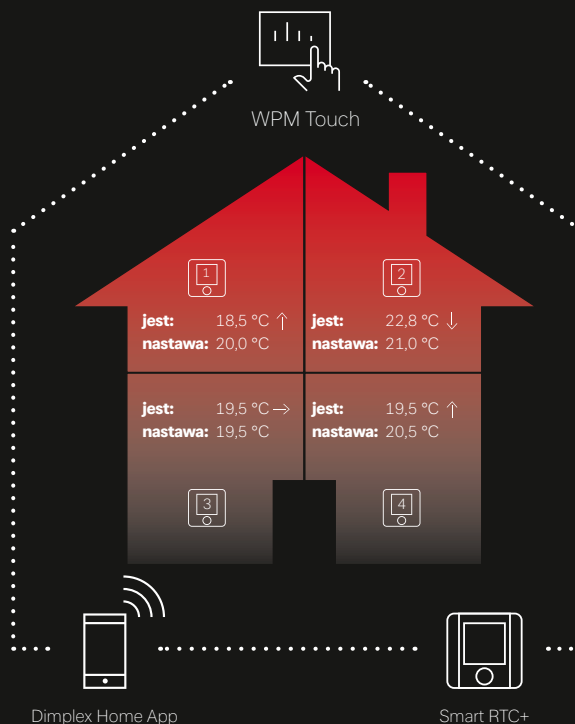 WPM Touch
1
jest: 18,5 °C ↑
nastawa: 20,0 °C
2
jest: 22,8 °C ↓
nastawa: 21,0 °C
jest: 19,5 °C →
nastawa: 19,5 °C
3
jest: 19,5 °C ↑
nastawa: 20,5 °C
4
Dimplex Home App
Smart RTC+